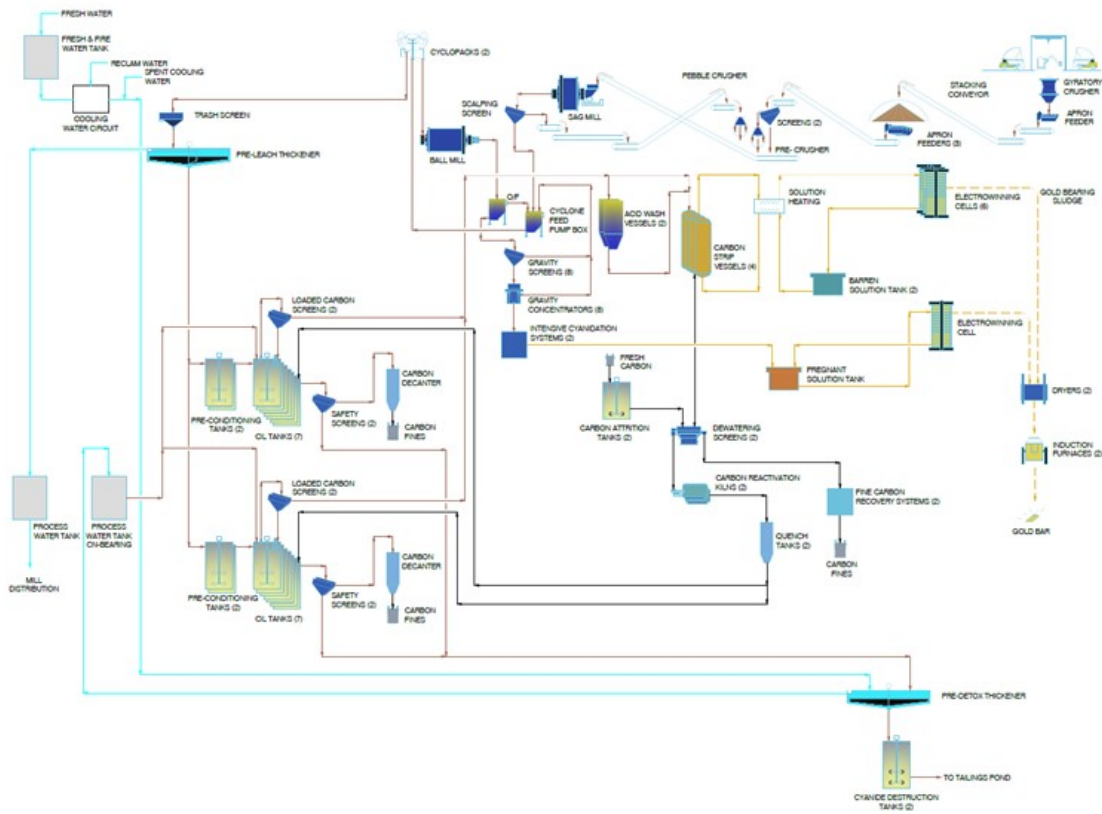 FRESH WATER
FRESH & FIRE
WATER TANK
RECLAM WATER
SPENT COOLING
WATER
COOLING
WATER CIRCUIT
TRASH SCREEN
PRE-LEACH THICKENER
CYCLOPACKS (2)
SCALPING
SCREEN
SAG MILL
BALL MILL
PEBBLE CRUSHER
SCREENS (2)
PRE- CRUSHER
STACKING
CONVEYOR
APRON
FEEDERS (3)
GYRATORY
CRUSHER
APRON
FEEDER
O/F
CYCLONE
FEED
PUMP BOX
GRAVITY
SCREENS (8)
GRAVITY
CONCENTRATORS (8)
INTENSIVE CYANIDATION
SYSTEMS (2)
ACID WASH
VESSELS (2)
CARBON
STRIP
VESSELS (4)
SOLUTION
HEATING
ELECTROWINNING
CELLS (6)
GOLD BEARING
SLUDGE
BARREN
SOLUTION TANK (2)
ELECTROWINNING
CELL
PREGNANT
SOLUTION TANK
DRYERS (2)
INDUCTION
FURNACES (2)
GOLD BAR
LOADED CARBON
SCREENS (2)
PRE-CONDITIONING
TANKS (2)
CIL TANKS (7)
SAFETY
SCREENS (2)
CARBON
DECANTER
CARBON
FINES
FRESH
CARBON
CARBON ATTRITION
TANKS (2)
DEWATERING
SCREENS (2)
CARBON REACTIVATION
KILNS (2)
FINE CARBON
RECOVERY SYSTEMS (2)
QUENCH
TANKS (2)
CARBON
FINES
LOADED CARBON
SCREENS (2)
PRE-CONDITIONING
TANKS (2)
CIL TANKS (7)
SAFETY
SCREENS (2)
CARBON
DECANTER
CARBON
FINES
PROCESS
WATER TANK
PROCESS
WATER TANK
CN-BEARING
MILL
DISTRIBUTION
PRE-DETOX THICKENER
CYANIDE DESTRUCTION
TANKS (2)
TO TAILINGS POND